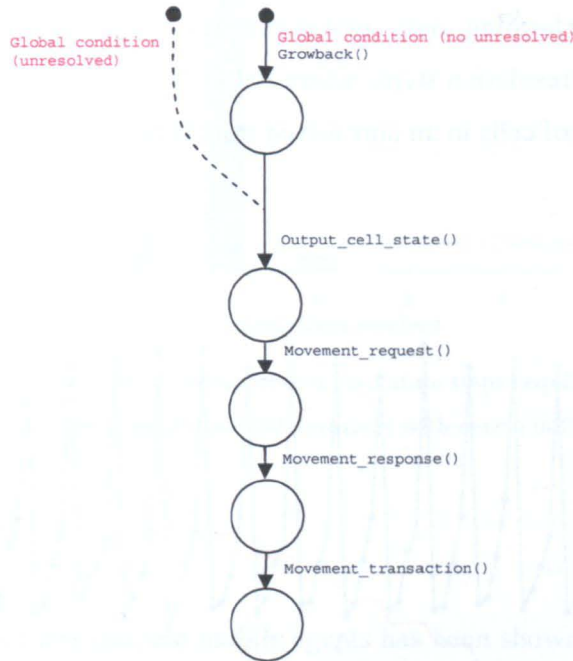 Global condition
(unresolved)
Global condition (no unresolved)
Growback()
Output_cell_state()
Movement_request()
Movement_response()
Movement_transaction()